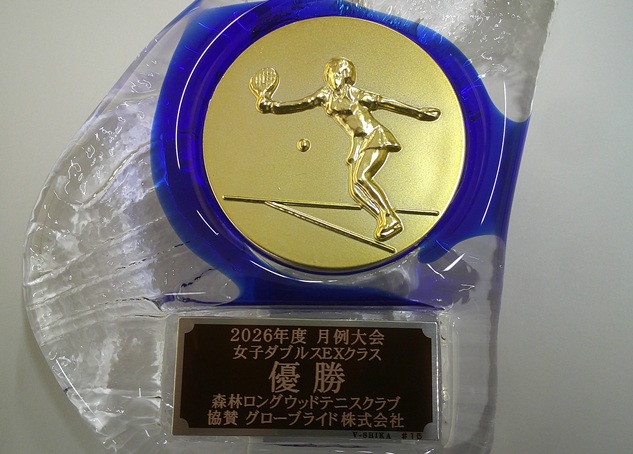 2026年度 月例大会
女子ダブルスEXクラス
優勝
森林ロングウッドテニスクラブ
協賛 グローブライド株式会社
T-SHIKA #15